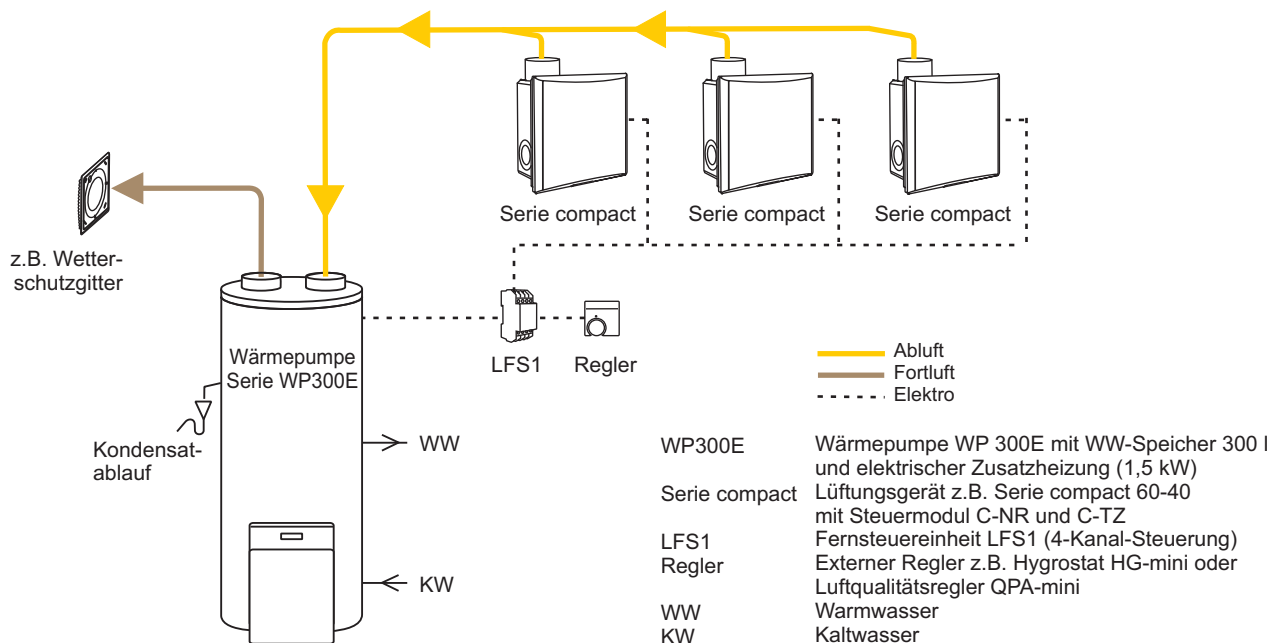 Serie compact
Serie compact
Serie compact
z.B. Wetter-
schutzgitter
Wärmepumpe
Serie WP300E
LFS1
Regler
Kondensat-
ablauf
WW
KW
Abluft
Fortluft
Elektro
WP300E Wärmepumpe WP 300E mit WW-Speicher 300 l
und elektrischer Zusatzheizung (1,5 kW)
Serie compact Lüftungsgerät z.B. Serie compact 60-40
mit Steuermodul C-NR und C-TZ
LFS1 Fernsteuereinheit LFS1 (4-Kanal-Steuerung)
Regler Externer Regler z.B. Hygrostat HG-mini oder
Luftqualitätsregler QPA-mini
WW Warmwasser
KW Kaltwasser